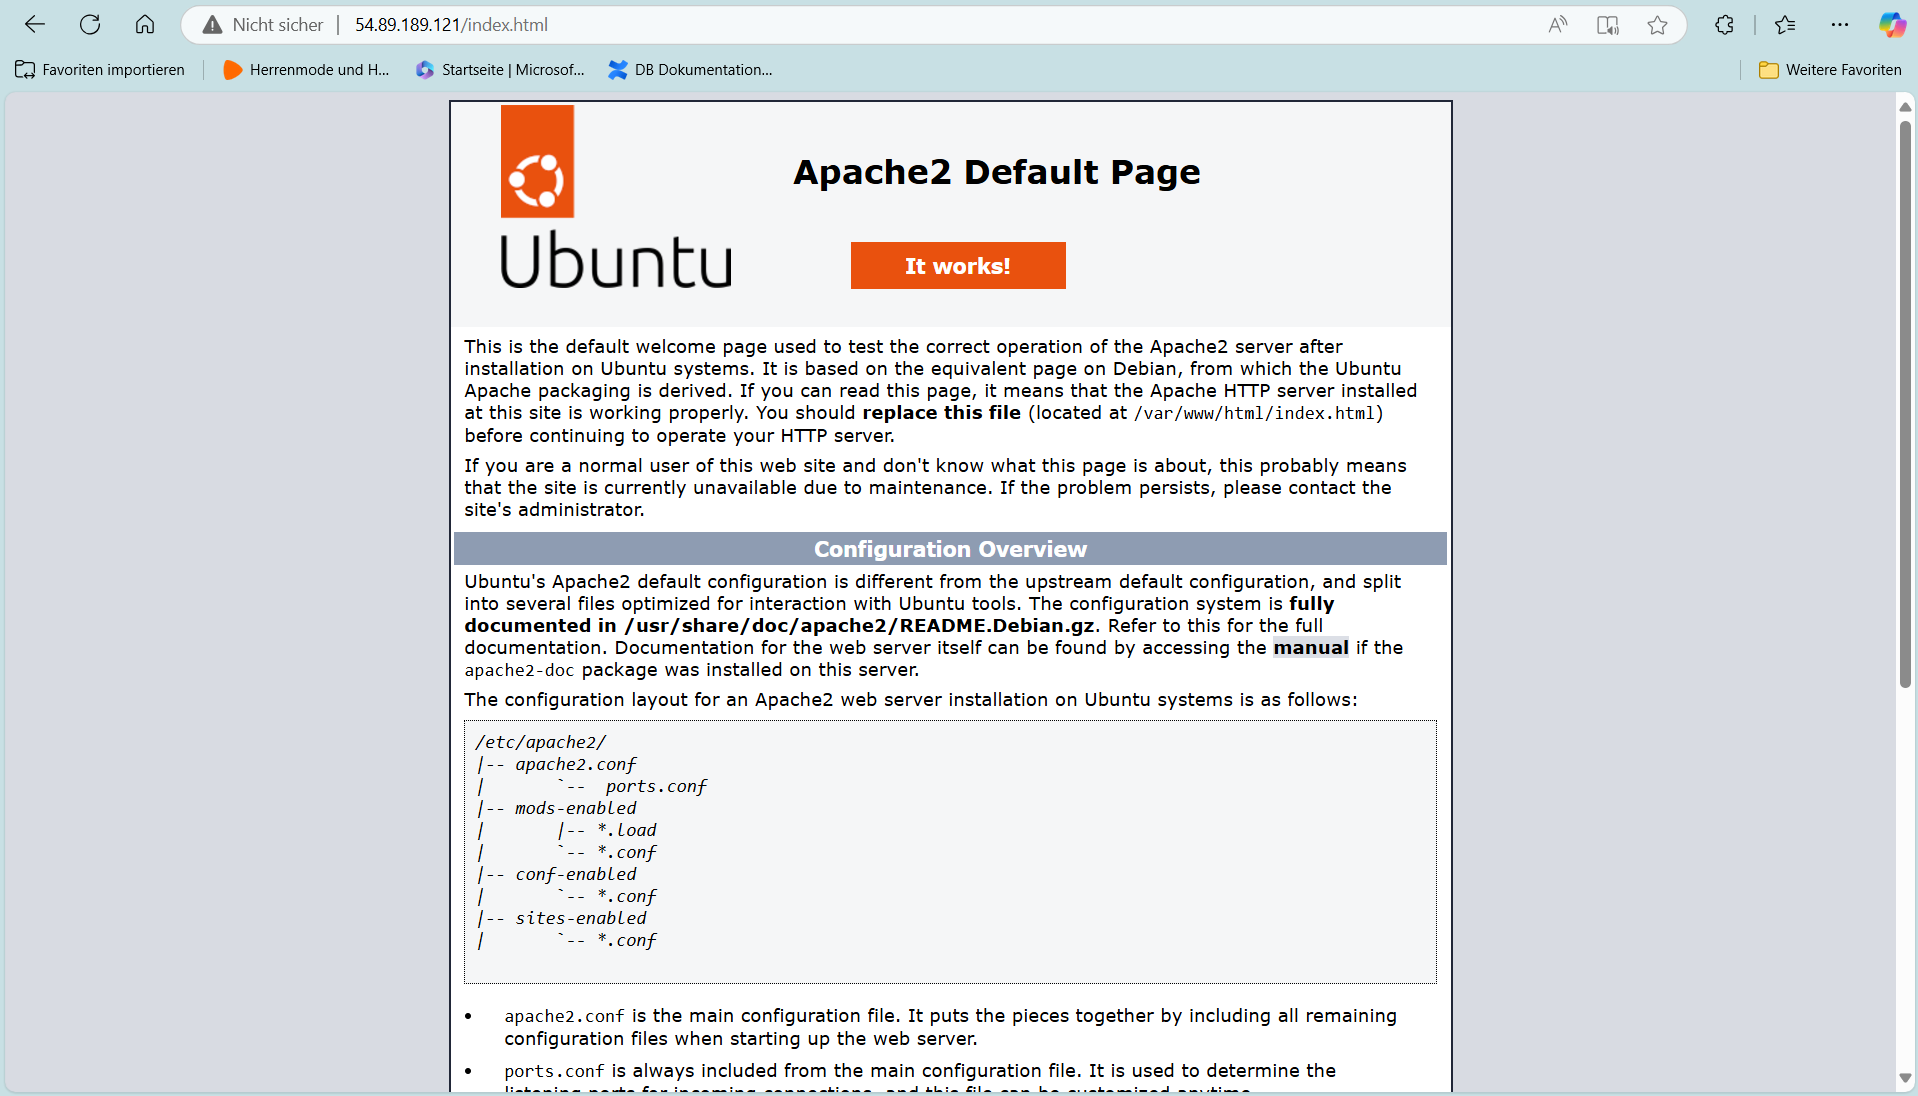 Nicht sicher | 54.89.189.121/index.html
Favoriten importieren
Herrenmode und H...
Startseite | Microsof...
DB Dokumentation...
Weitere Favoriten
Ubuntu
Apache2 Default Page
It works!
This is the default welcome page used to test the correct operation of the Apache2 server after
installation on Ubuntu systems. It is based on the equivalent page on Debian, from which the Ubuntu
Apache packaging is derived. If you can read this page, it means that the Apache HTTP server installed
at this site is working properly. You should replace this file (located at /var/www/html/index.html)
before continuing to operate your HTTP server.
If you are a normal user of this web site and don't know what this page is about, this probably means
that the site is currently unavailable due to maintenance. If the problem persists, please contact the
site's administrator.
Configuration Overview
Ubuntu's Apache2 default configuration is different from the upstream default configuration, and split
into several files optimized for interaction with Ubuntu tools. The configuration system is fully
documented in /usr/share/doc/apache2/README.Debian.gz. Refer to this for the full
documentation. Documentation for the web server itself can be found by accessing the manual if the
apache2-doc package was installed on this server.
The configuration layout for an Apache2 web server installation on Ubuntu systems is as follows:
/etc/apache2/
|-- apache2.conf
|       `--  ports.conf
|-- mods-enabled
|       |-- *.load
|       `-- *.conf
|-- conf-enabled
|       `-- *.conf
|-- sites-enabled
|       `-- *.conf
• apache2.conf is the main configuration file. It puts the pieces together by including all remaining
configuration files when starting up the web server.
• ports.conf is always included from the main configuration file. It is used to determine the
listening ports for incoming connections, and this file can be customized anytime.